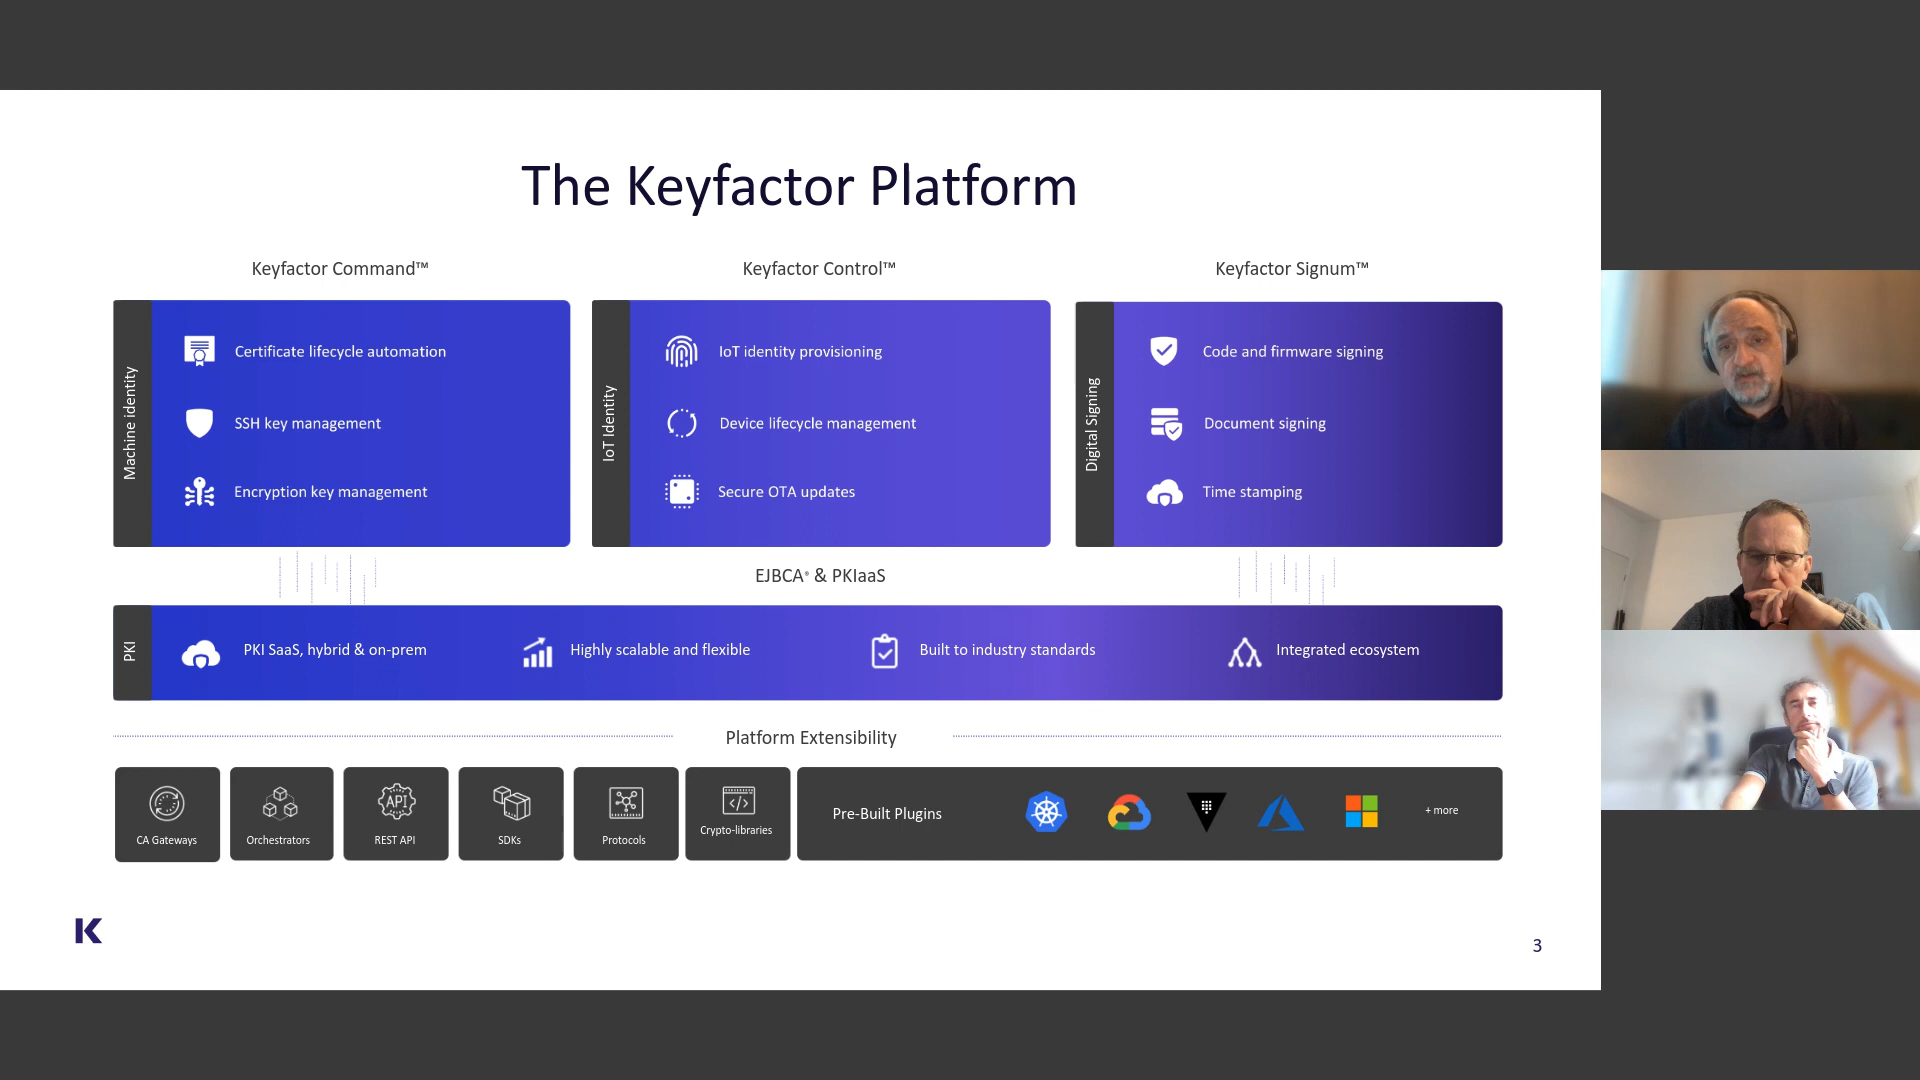 The Keyfactor Platform
Keyfactor Command™
Keyfactor Control™
Keyfactor Signum™
Machine identity
Certificate lifecycle automation
SSH key management
Encryption key management
IoT Identity
IoT identity provisioning
Device lifecycle management
Secure OTA updates
Digital Signing
Code and firmware signing
Document signing
Time stamping
EJBCA® & PKIaaS
PKI
PKI SaaS, hybrid & on-prem
Highly scalable and flexible
Built to industry standards
Integrated ecosystem
Platform Extensibility
CA Gateways
Orchestrators
API
REST API
SDKs
Protocols
Crypto-libraries
Pre-Built Plugins
+ more
K
3